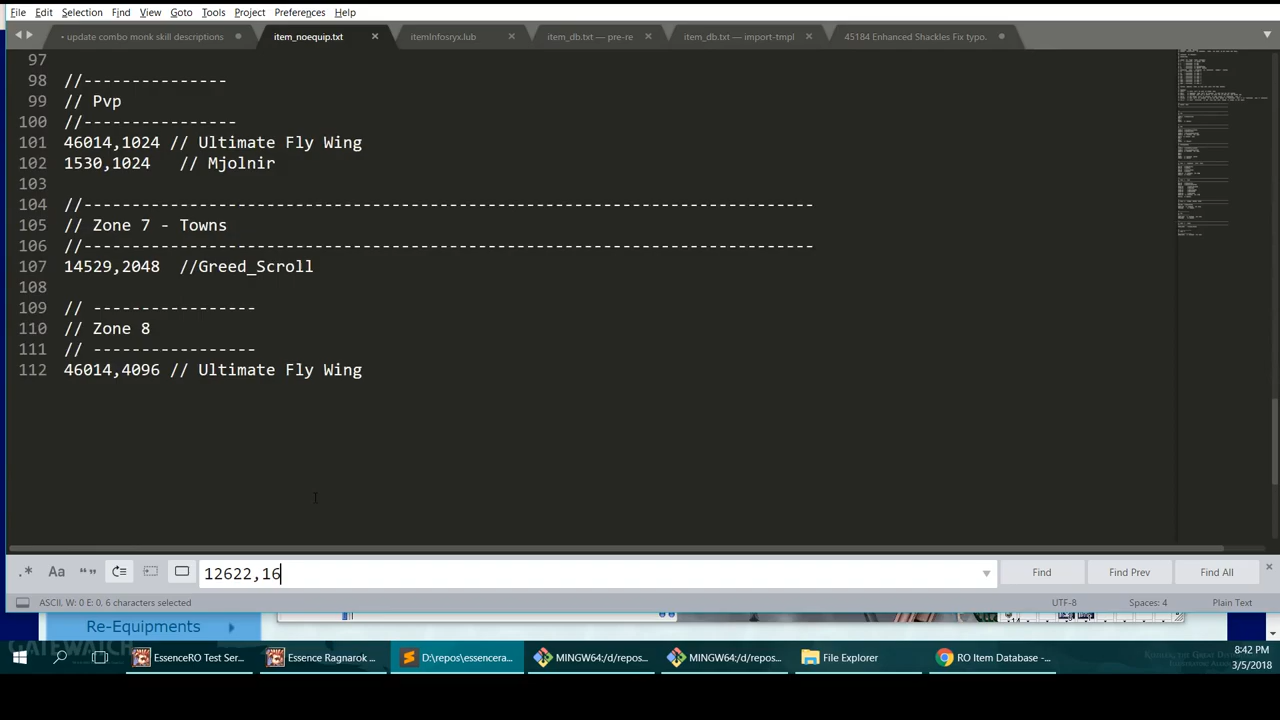 File Edit Selection Find View Goto Tools Project Preferences Help
- update combo monk skill descriptions item_noequip.txt itemInfosryx.lub item_db.txt — pre-re item_db.txt — import-tmpl 45184 Enhanced Shackles Fix typo.
97
98 //---------------
99 // Pvp
100 //----------------
101 46014,1024 // Ultimate Fly Wing
102 1530,1024 // Mjolnir
103
104 //----------------------------------------------------------------------------
105 // Zone 7 - Towns
106 //----------------------------------------------------------------------------
107 14529,2048 //Greed_Scroll
108
109 // -----------------
110 // Zone 8
111 // -----------------
112 46014,4096 // Ultimate Fly Wing
.* Aa “” 12622,16 Find Find Prev Find All
ASCII. W: 0 E: 0, 6 characters selected UTF-8 Spaces: 4 Plain Text
Re-Equipments
EssenceRO Test Ser... Essence Ragnarok ... D:\repos\essencera... MINGW64:/d/repos... MINGW64:/d/repos... File Explorer RO Item Database -...
8:42 PM
3/5/2018